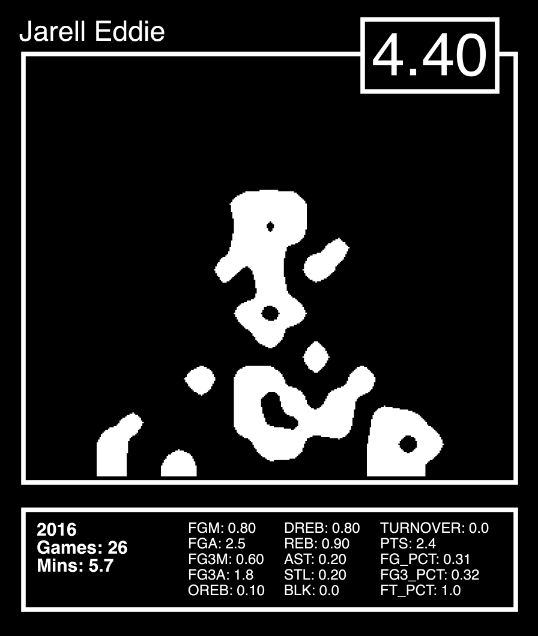 Jarell Eddie
4.40
2016
Games: 26
Mins: 5.7
FGM: 0.80
FGA: 2.5
FG3M: 0.60
FG3A: 1.8
OREB: 0.10
DREB: 0.80
REB: 0.90
AST: 0.20
STL: 0.20
BLK: 0.0
TURNOVER: 0.0
PTS: 2.4
FG_PCT: 0.31
FG3_PCT: 0.32
FT_PCT: 1.0